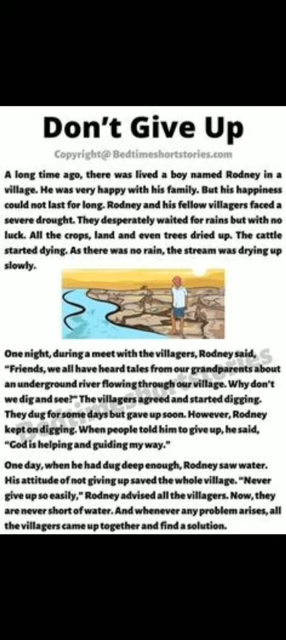 Don't Give Up
Copyright@ Bedtimeshortstories.com
A long time ago, there was lived a boy named Rodney in a
village. He was very happy with his family. But his happiness
could not last for long. Rodney and his fellow villagers faced a
severe drought. They desperately waited for rains but with no
luck. All the crops, land and even trees dried up. The cattle
started dying. As there was no rain, the stream was drying up
slowly.
One night, during a meet with the villagers, Rodney said,
"Friends, we all have heard tales from our grandparents about
an underground river flowing through our village. Why don't
we dig and see?" The villagers agreed and started digging.
They dug for some days but gave up soon. However, Rodney
kept on digging. When people told him to give up, he said,
"God is helping and guiding my way."
One day, when he had dug deep enough, Rodney saw water.
His attitude of not giving up saved the whole village. "Never
give up so easily," Rodney advised all the villagers. Now, they
are never short of water. And whenever any problem arises, all
the villagers came up together and find a solution.